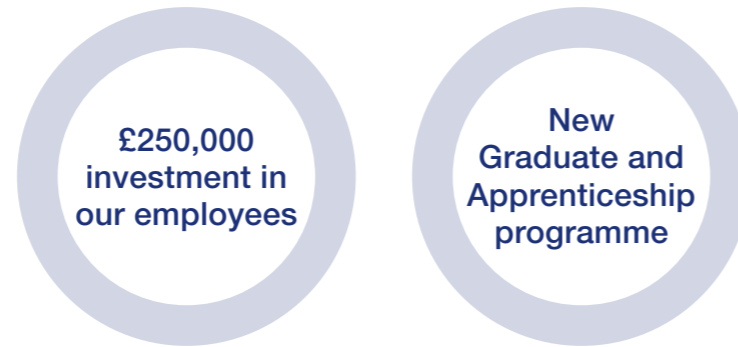 £250,000
investment in
our employees
New
Graduate and
Apprenticeship
programme